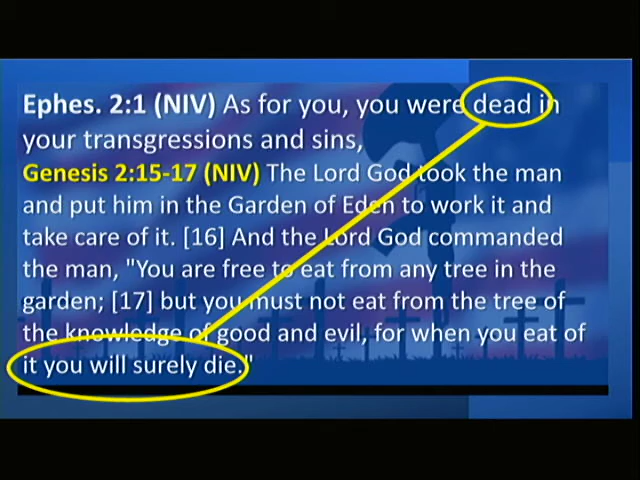 Ephes. 2:1 (NIV) As for you, you were dead in
your transgressions and sins,
Genesis 2:15-17 (NIV) The Lord God took the man
and put him in the Garden of Eden to work it and
take care of it. [16] And the Lord God commanded
the man, "You are free to eat from any tree in the
garden; [17] but you must not eat from the tree of
the knowledge of good and evil, for when you eat of
it you will surely die."